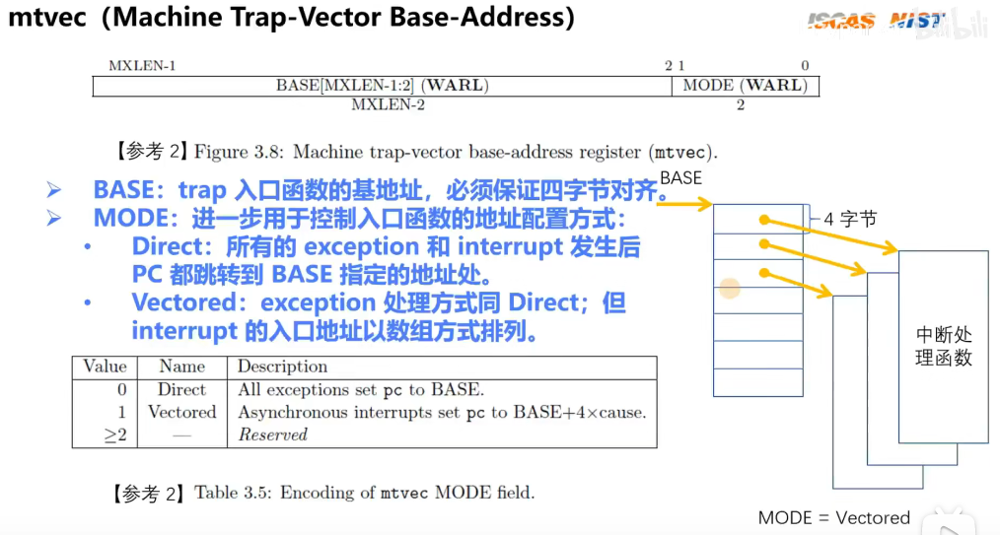 mtvec（Machine Trap-Vector Base-Address）
ISCAS NIST
bilibili
MXLEN-1 2 1 0
BASE[MXLEN-1:2] (WARL) MODE (WARL)
MXLEN-2 2
【参考 2】Figure 3.8: Machine trap-vector base-address register (mtvec).
➢ BASE：trap 入口函数的基地址，必须保证四字节对齐。
➢ MODE：进一步用于控制入口函数的地址配置方式：
• Direct：所有的 exception 和 interrupt 发生后
PC 都跳转到 BASE 指定的地址处。
• Vectored：exception 处理方式同 Direct；但
interrupt 的入口地址以数组方式排列。
BASE
4 字节
中断处
理函数
MODE = Vectored
Value Name Description
0 Direct All exceptions set pc to BASE.
1 Vectored Asynchronous interrupts set pc to BASE+4×cause.
≥2 — Reserved
【参考 2】Table 3.5: Encoding of mtvec MODE field.